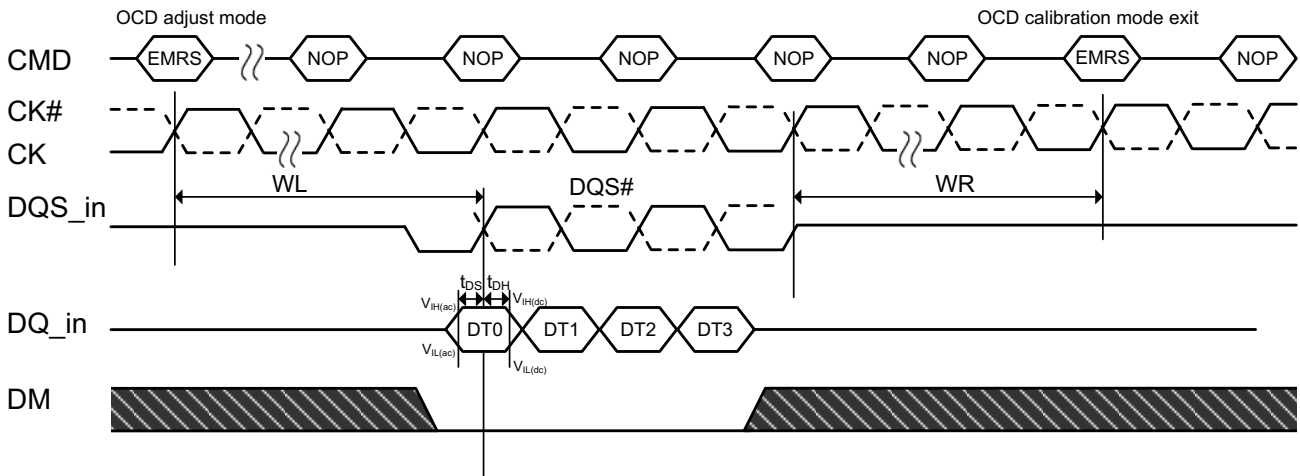 OCD adjust mode OCD calibration mode exit
CMD EMRS NOP NOP NOP NOP NOP EMRS NOP
CK#
CK
WL DQS# WR
DQS_in
tDS tDH
VIH(ac) VIH(dc)
DQ_in DT0 DT1 DT2 DT3
VIL(ac) VIL(dc)
DM